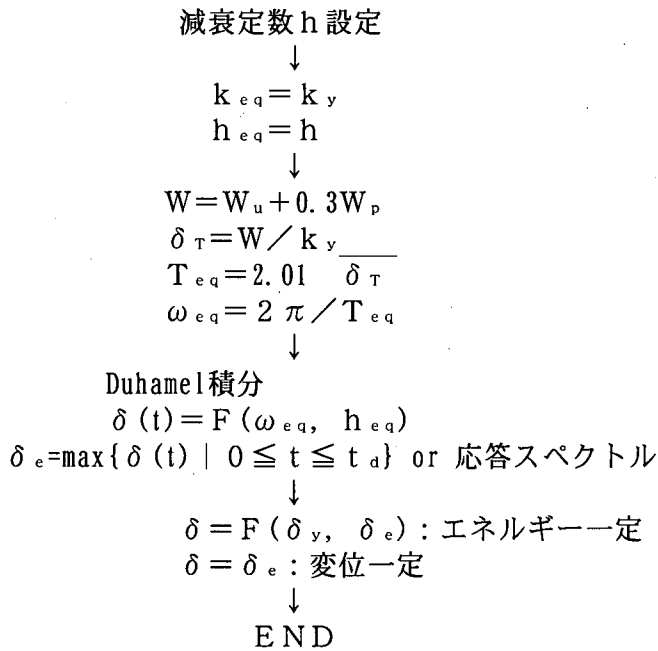 減衰定数h設定
↓
k eq=k y
h eq=h
↓
W=Wu+0.3Wp
δT=W/ky
Teq=2.01 δT
ωeq=2π/Teq
↓
Duhamel積分
δ(t)=F(ωeq, heq)
δe=max{δ(t)|0≦t≦td} or 応答スペクトル
↓
δ=F(δy, δe):エネルギー一定
δ=δe:変位一定
↓
END